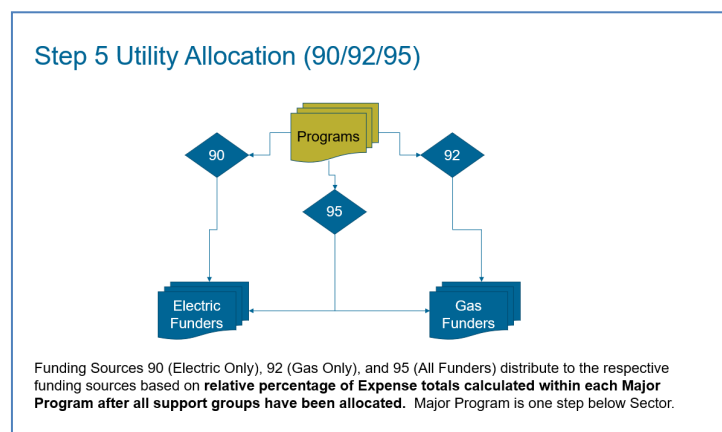 Step 5 Utility Allocation (90/92/95)
Programs
90
92
95
Electric
Funders
Gas
Funders
Funding Sources 90 (Electric Only), 92 (Gas Only), and 95 (All Funders) distribute to the respective
funding sources based on relative percentage of Expense totals calculated within each Major
Program after all support groups have been allocated.  Major Program is one step below Sector.